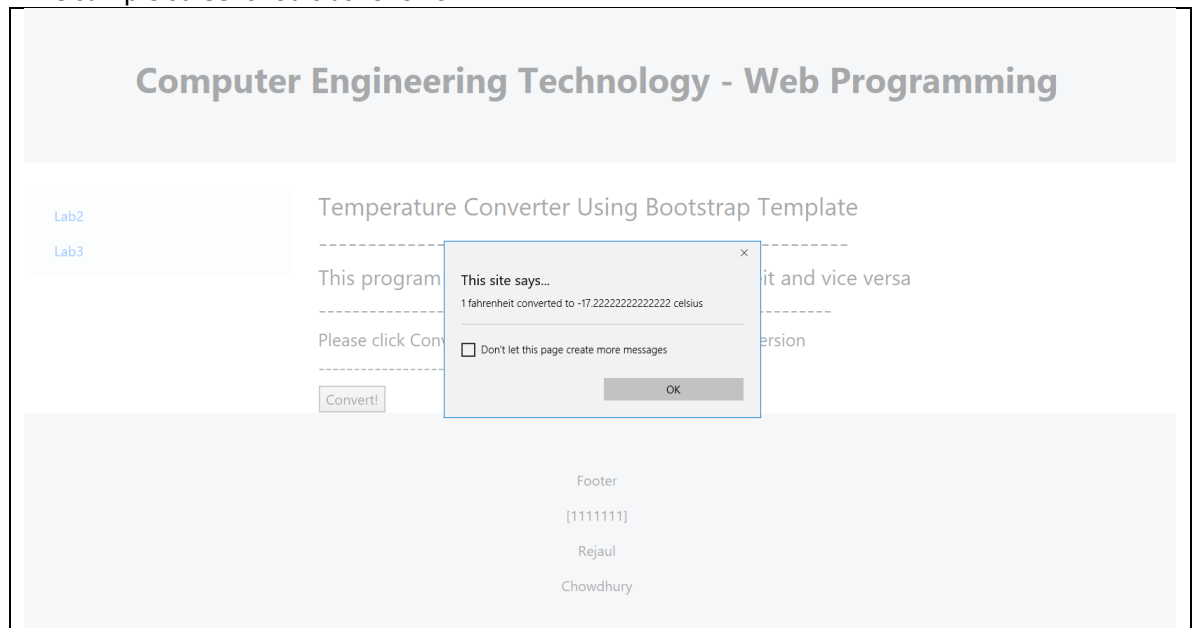 Computer Engineering Technology - Web Programming
Lab2
Lab3
Temperature Converter Using Bootstrap Template
This program it and vice versa
Please click Conv ersion
Convert!
This site says...
1 fahrenheit converted to -17.22222222222222 celsius
Don't let this page create more messages
OK
Footer
[1111111]
Rejaul
Chowdhury